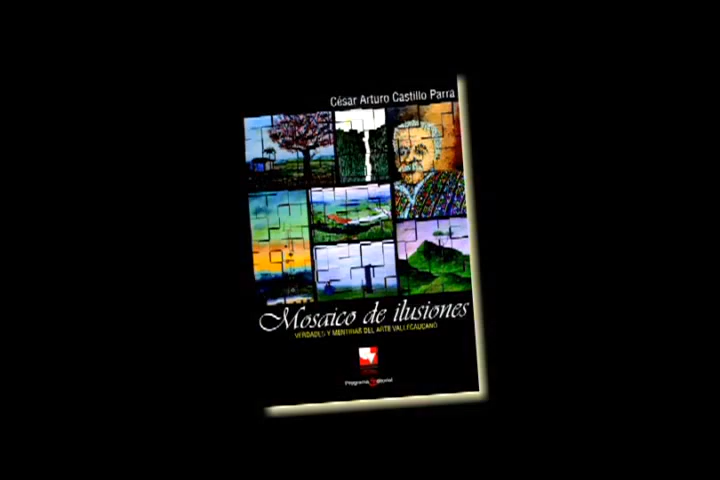 César Arturo Castillo Parra
Mosaico de ilusiones
VERDADES Y MENTIRAS DEL ARTE VALLECAUCANO
Programa Editorial